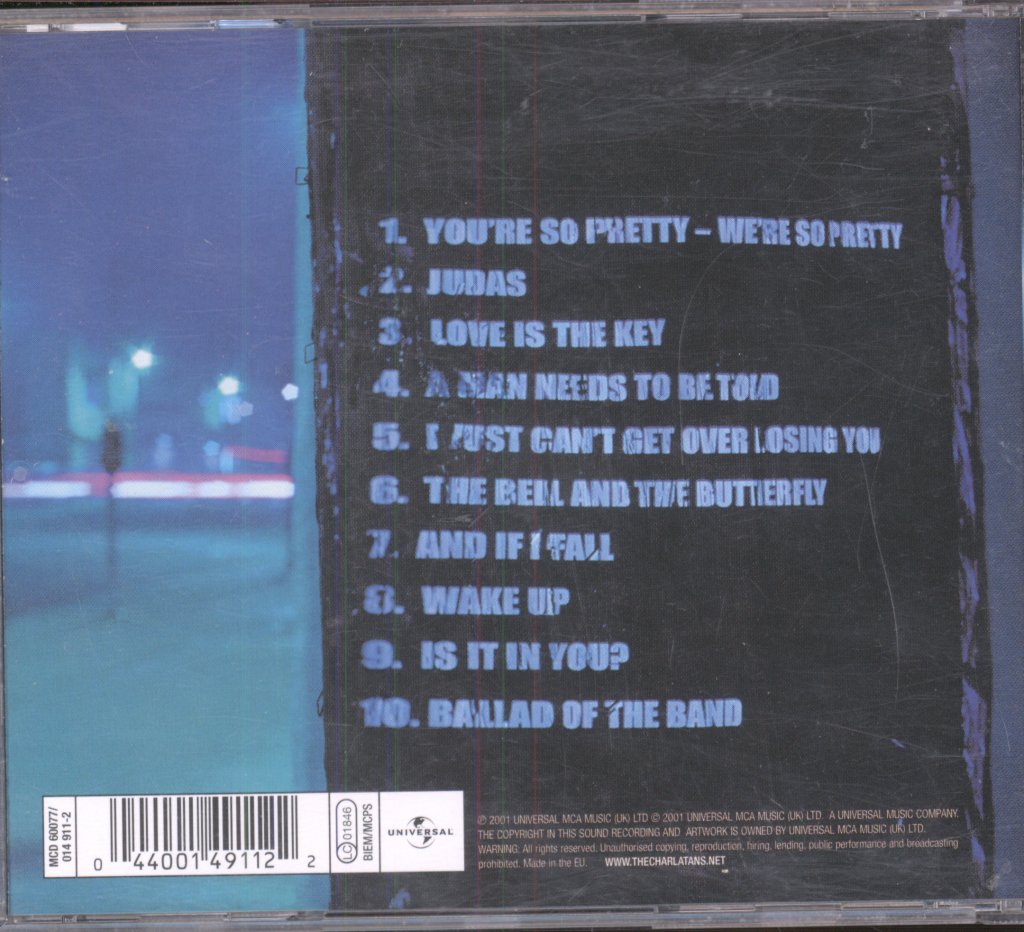 1. YOU'RE SO PRETTY – WE'RE SO PRETTY
2. JUDAS
3. LOVE IS THE KEY
4. A MAN NEEDS TO BE TOLD
5. I JUST CAN'T GET OVER LOSING YOU
6. THE BELL AND THE BUTTERFLY
7. AND IF I FALL
8. WAKE UP
9. IS IT IN YOU?
10. BALLAD OF THE BAND
MCD 60077/
014 911-2
0 44001 49112 2
LC 01846
BIEM/MCPS
UNIVERSAL
℗ 2001 UNIVERSAL MCA MUSIC (UK) LTD © 2001 UNIVERSAL MCA MUSIC (UK) LTD. A UNIVERSAL MUSIC COMPANY.
THE COPYRIGHT IN THIS SOUND RECORDING AND ARTWORK IS OWNED BY UNIVERSAL MCA MUSIC (UK) LTD.
WARNING: All rights reserved. Unauthorised copying, reproduction, hiring, lending, public performance and broadcasting
prohibited. Made in the EU. WWW.THECHARLATANS.NET